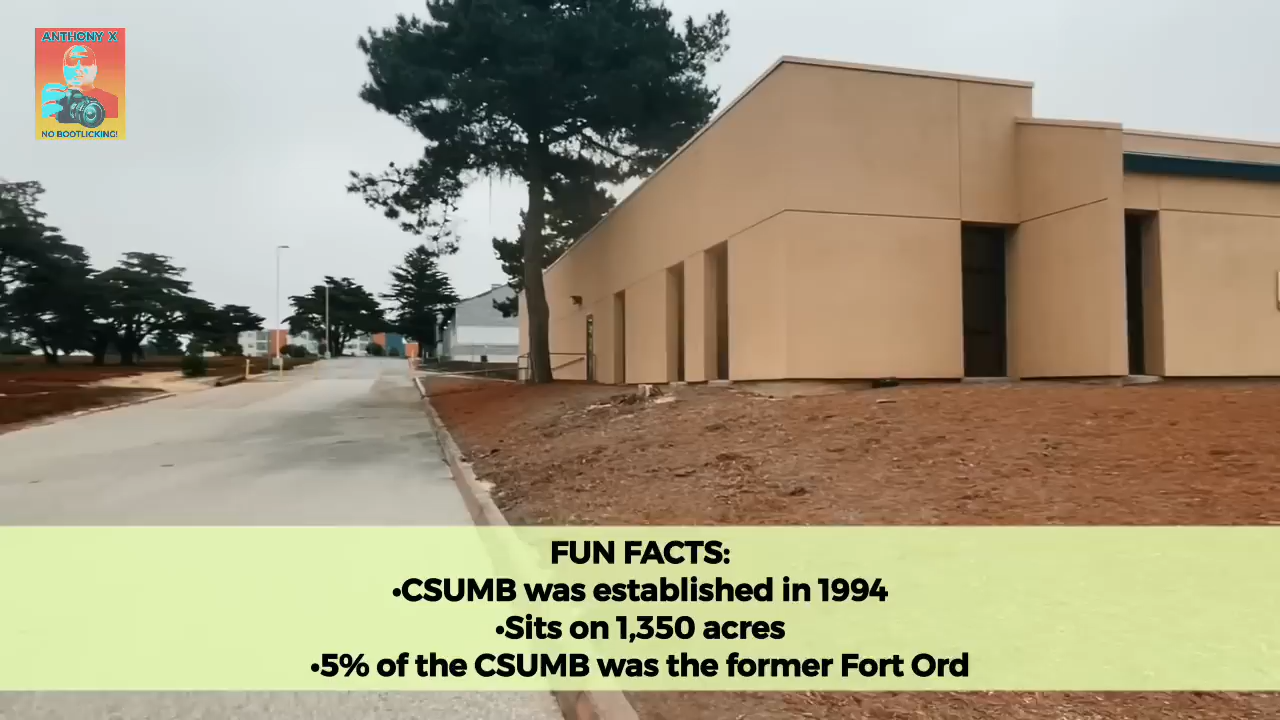 ANTHONY X
NO BOOTLICKING!
FUN FACTS:
•CSUMB was established in 1994
•Sits on 1,350 acres
•5% of the CSUMB was the former Fort Ord